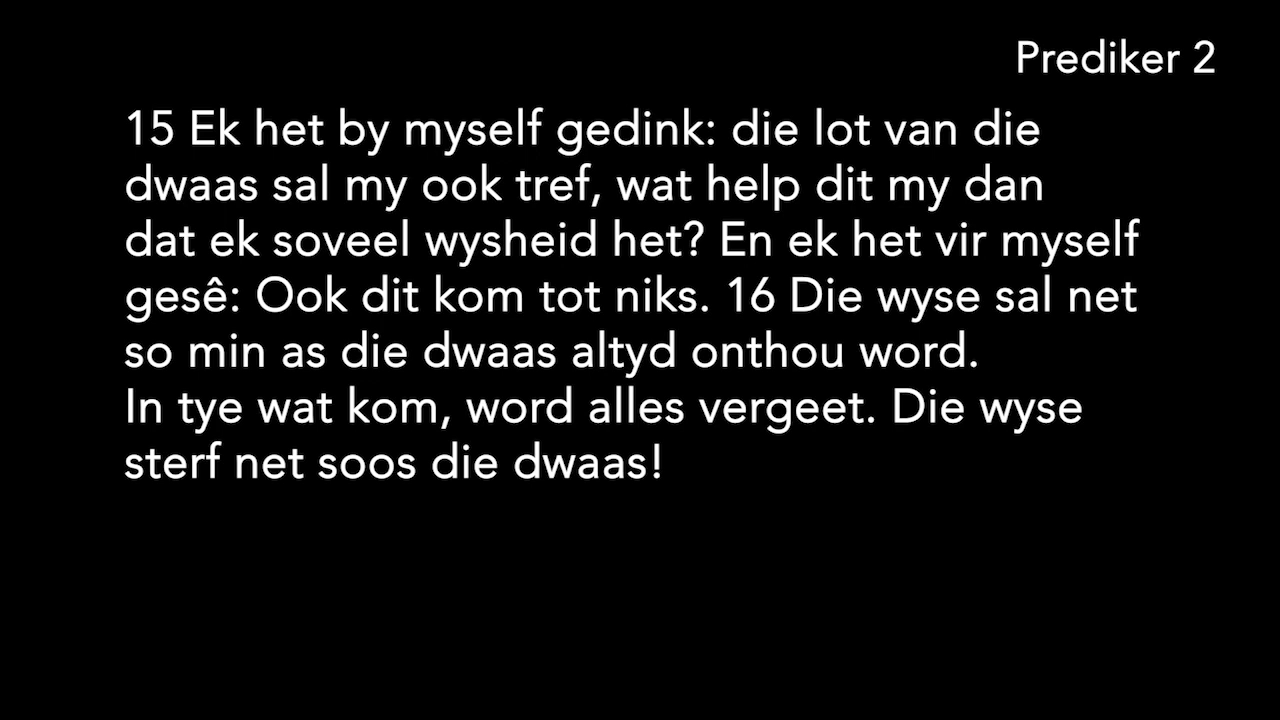 Prediker 2
15 Ek het by myself gedink: die lot van die
dwaas sal my ook tref, wat help dit my dan
dat ek soveel wysheid het? En ek het vir myself
gesê: Ook dit kom tot niks. 16 Die wyse sal net
so min as die dwaas altyd onthou word.
In tye wat kom, word alles vergeet. Die wyse
sterf net soos die dwaas!